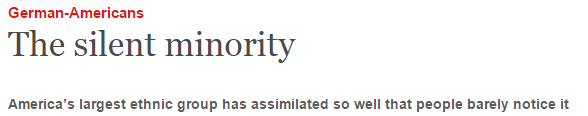 German-Americans
The silent minority
America's largest ethnic group has assimilated so well that people barely notice it